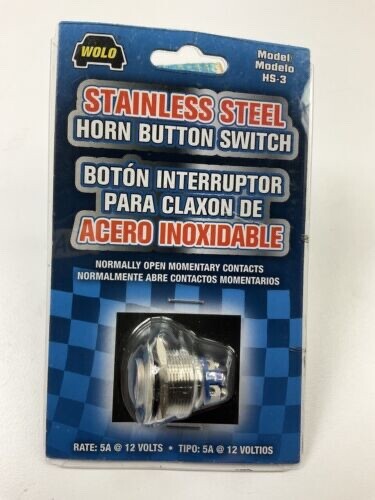 WOLO
Model
Modelo
HS-3
STAINLESS STEEL
HORN BUTTON SWITCH
BOTÓN INTERRUPTOR
PARA CLAXON DE
ACERO INOXIDABLE
NORMALLY OPEN MOMENTARY CONTACTS
NORMALMENTE ABRE CONTACTOS MOMENTARIOS
RATE: 5A @ 12 VOLTS • TIPO: 5A @ 12 VOLTIOS